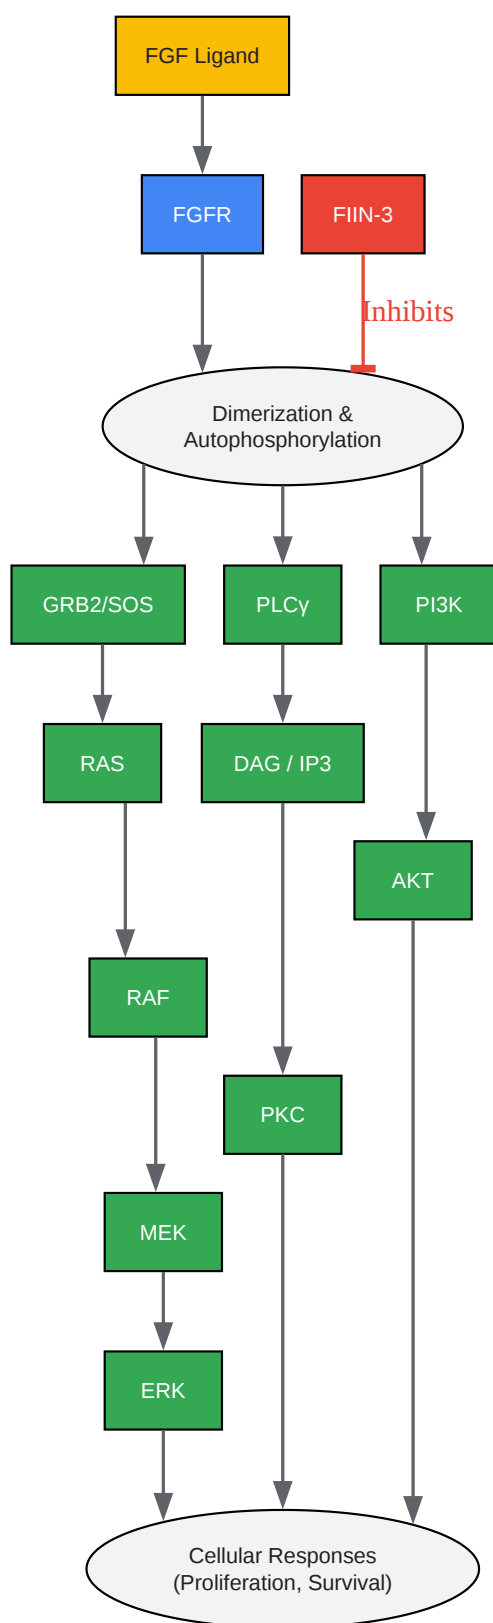 FGF Ligand
FGFR
FIIN-3
Inhibits
Dimerization &
Autophosphorylation
GRB2/SOS
PLCγ
PI3K
RAS
DAG / IP3
AKT
RAF
PKC
MEK
ERK
Cellular Responses
(Proliferation, Survival)